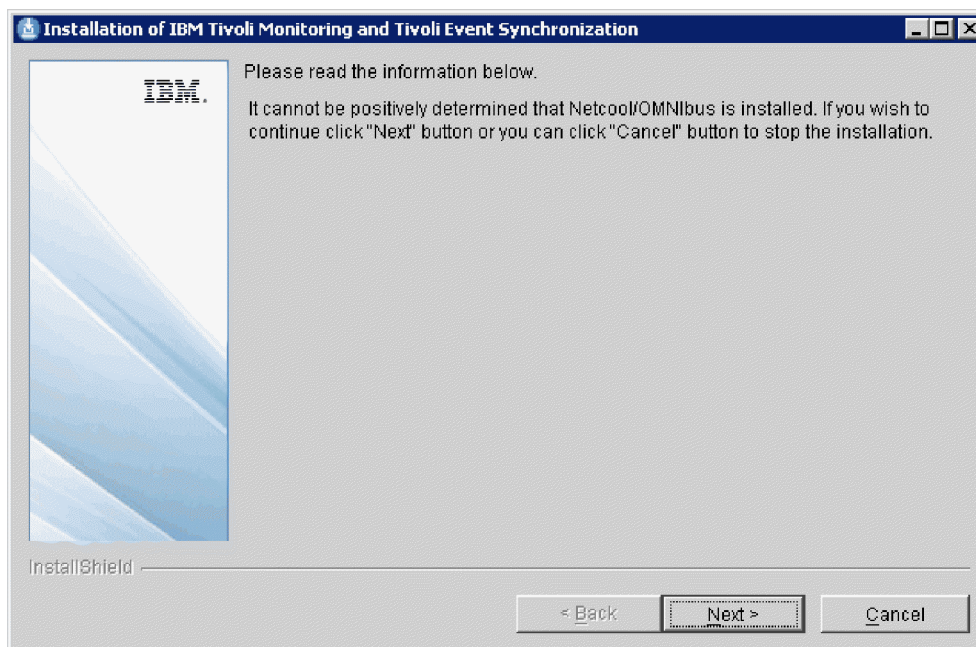 Installation of IBM Tivoli Monitoring and Tivoli Event Synchronization
IBM.
Please read the information below.
It cannot be positively determined that Netcool/OMNIbus is installed. If you wish to
continue click "Next" button or you can click "Cancel" button to stop the installation.
InstallShield
< Back
Next >
Cancel